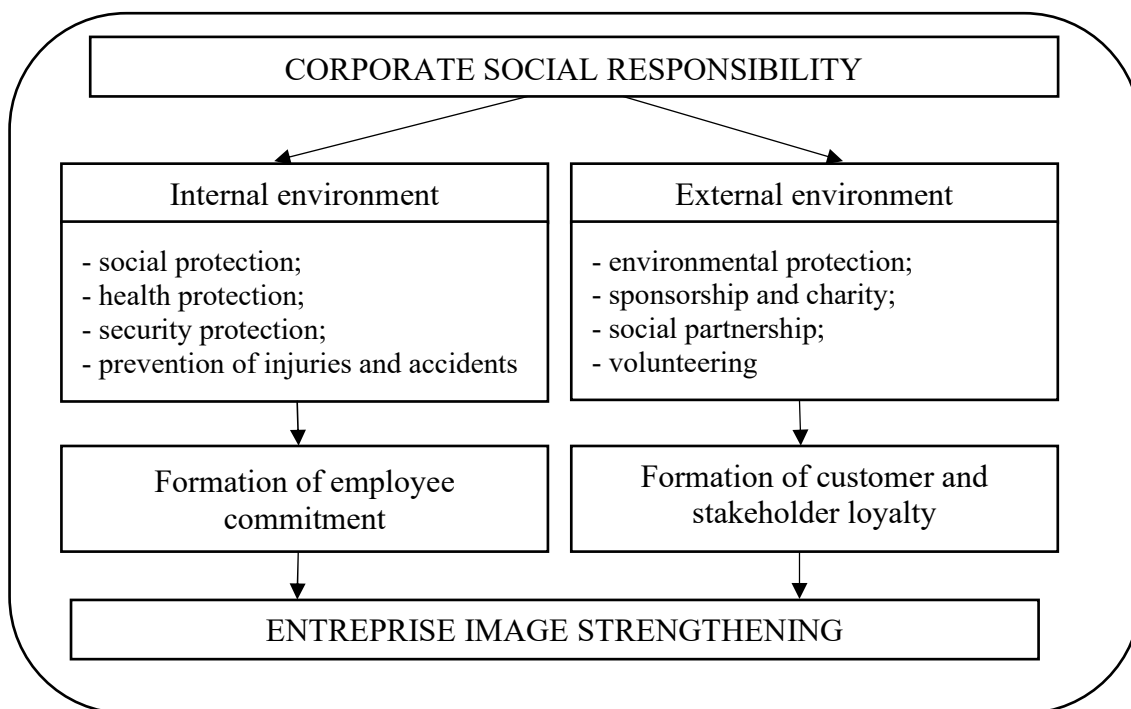 CORPORATE SOCIAL RESPONSIBILITY
Internal environment
- social protection;
- health protection;
- security protection;
- prevention of injuries and accidents
External environment
- environmental protection;
- sponsorship and charity;
- social partnership;
- volunteering
Formation of employee
commitment
Formation of customer and
stakeholder loyalty
ENTREPRISE IMAGE STRENGTHENING